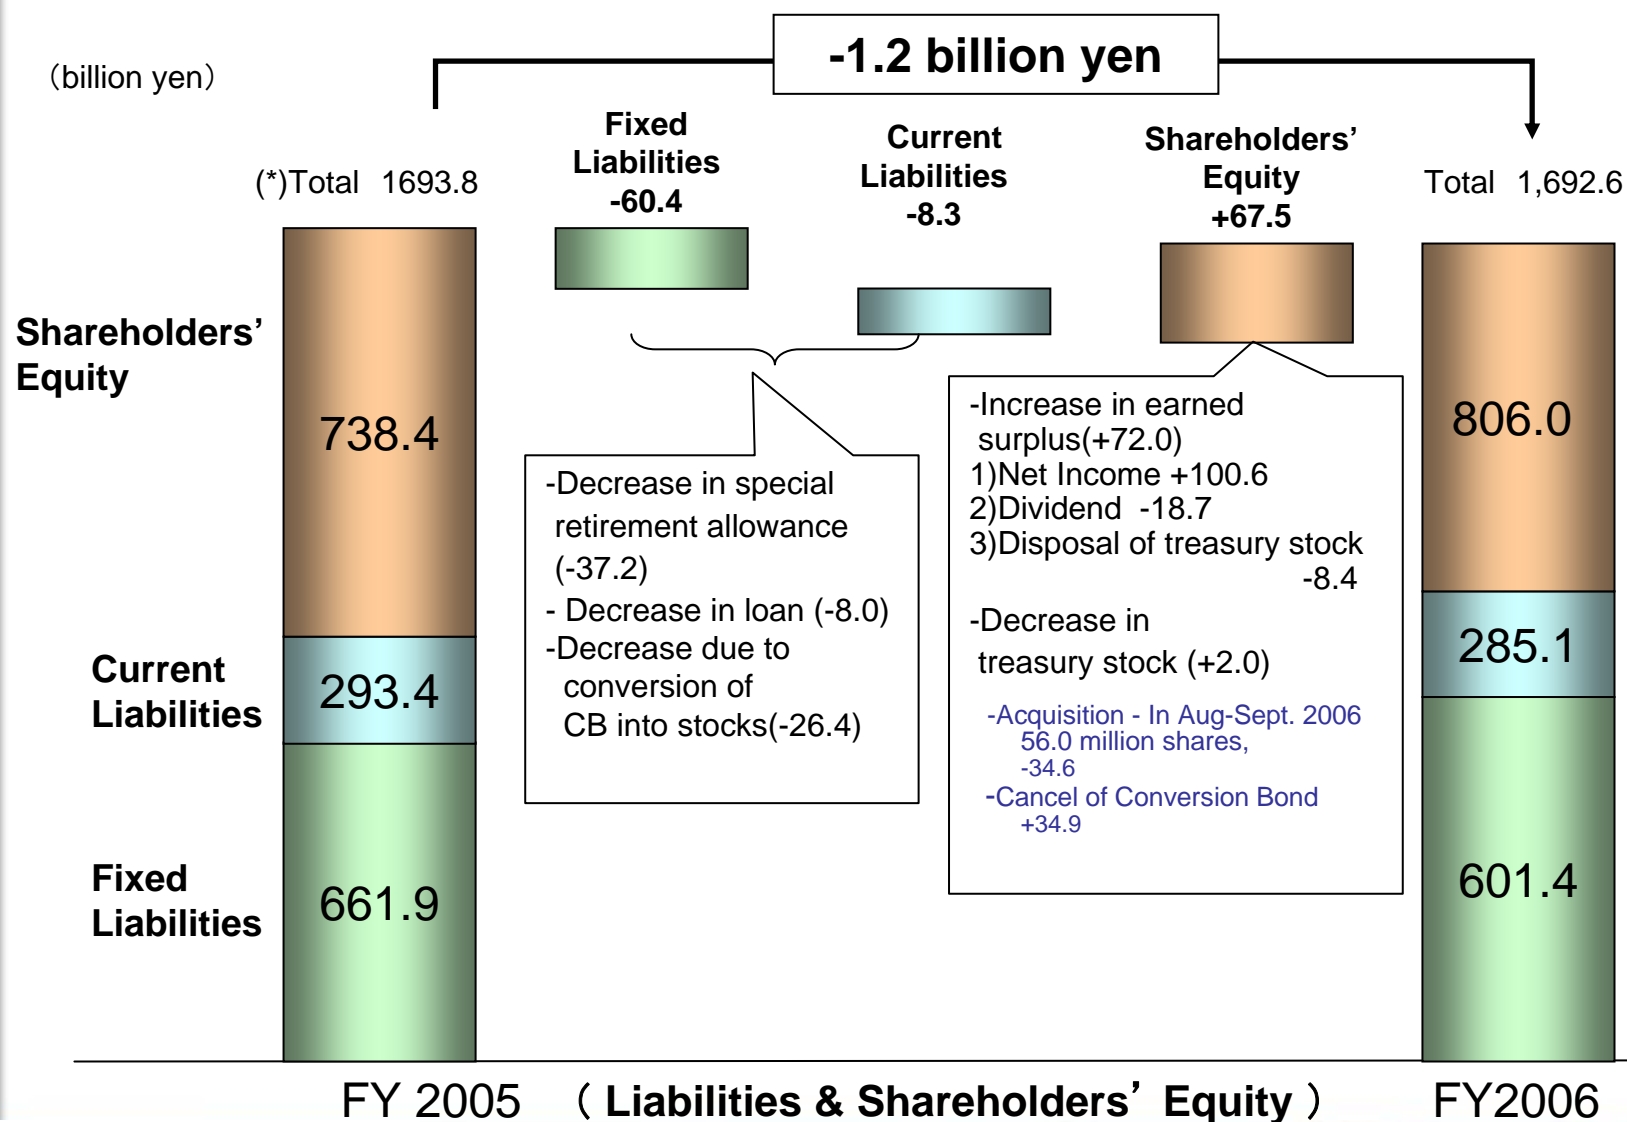 -1.2 billion yen
（billion yen）
Fixed
Liabilities
-60.4
Current
Liabilities
-8.3
Shareholders’
Equity
+67.5
(*)Total 1693.8
Total 1,692.6
Shareholders’
Equity
738.4
806.0
-Decrease in special
retirement allowance
(-37.2)
- Decrease in loan (-8.0)
-Decrease due to
conversion of
CB into stocks(-26.4)
-Increase in earned
surplus(+72.0)
1)Net Income +100.6
2)Dividend -18.7
3)Disposal of treasury stock
-8.4
-Decrease in
treasury stock (+2.0)
-Acquisition - In Aug-Sept. 2006
56.0 million shares,
-34.6
-Cancel of Conversion Bond
+34.9
Current
Liabilities
293.4
285.1
Fixed
Liabilities
661.9
601.4
FY 2005 （ Liabilities & Shareholders’ Equity ） FY2006